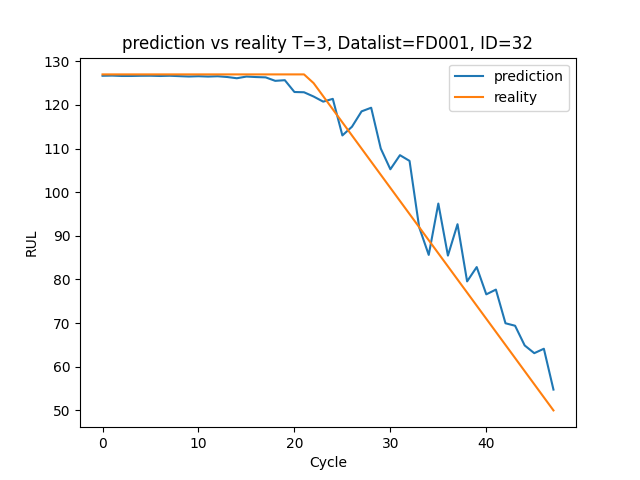 prediction vs reality T=3, Datalist=FD001, ID=32
prediction
reality
RUL
130
120
110
100
90
80
70
60
50
0 10 20 30 40
Cycle